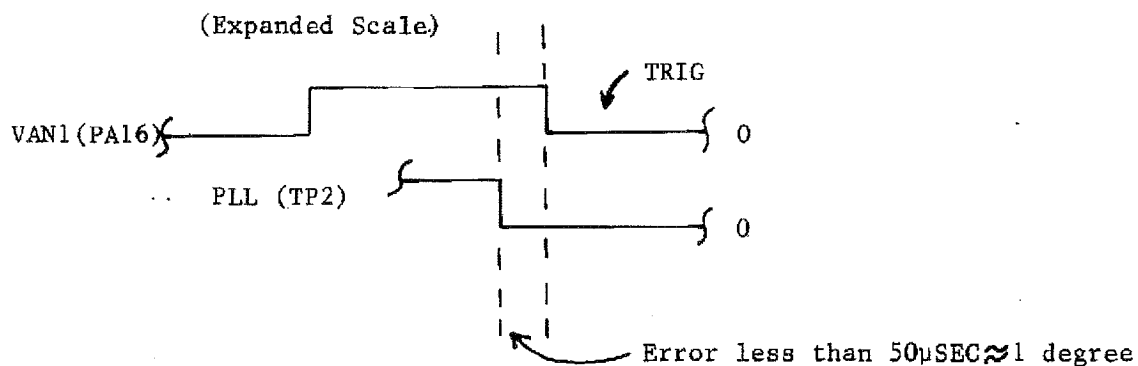 (Expanded Scale)
TRIG
VAN1(PA16)
0
PLL (TP2)
0
Error less than 50µSEC≈1 degree